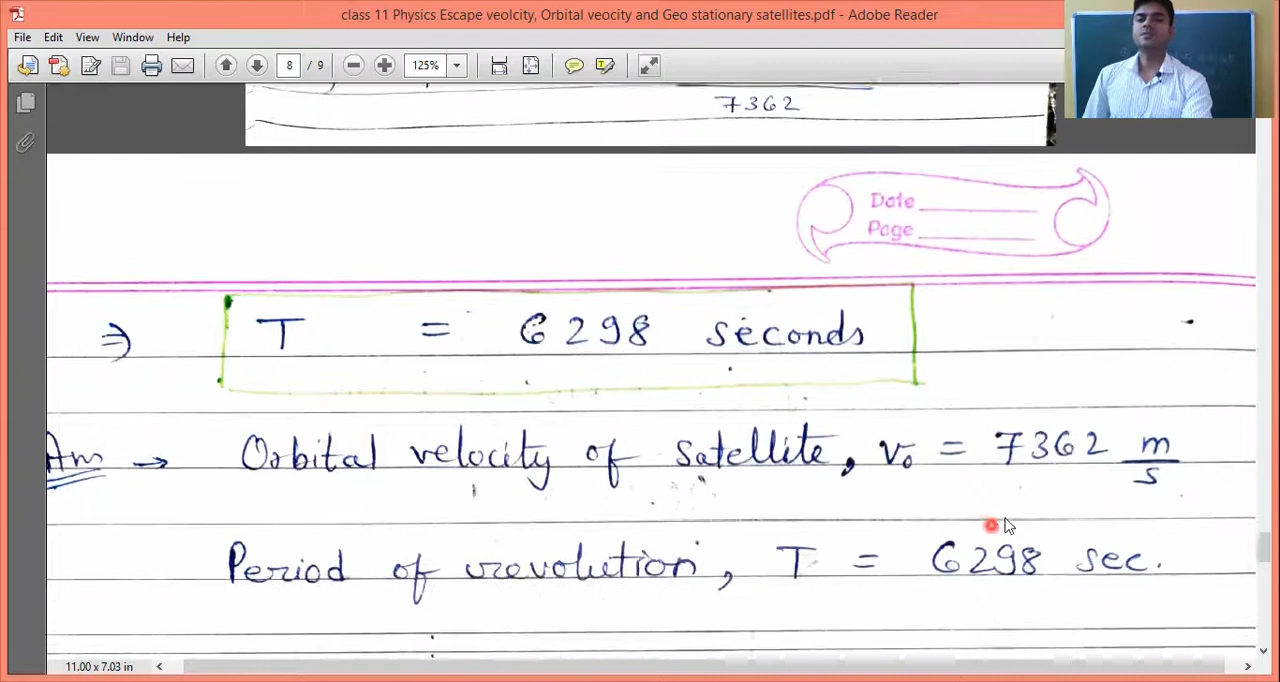 class 11 Physics Escape veolcity, Orbital veocity and Geo stationary satellites.pdf - Adobe Reader
File Edit View Window Help
8 / 9 125%
7362
Date
Page
⇒ T = 6298 seconds
Ans → Orbital velocity of satellite, v₀ = 7362 m/s
Period of revolution, T = 6298 sec.
11.00 x 7.03 in